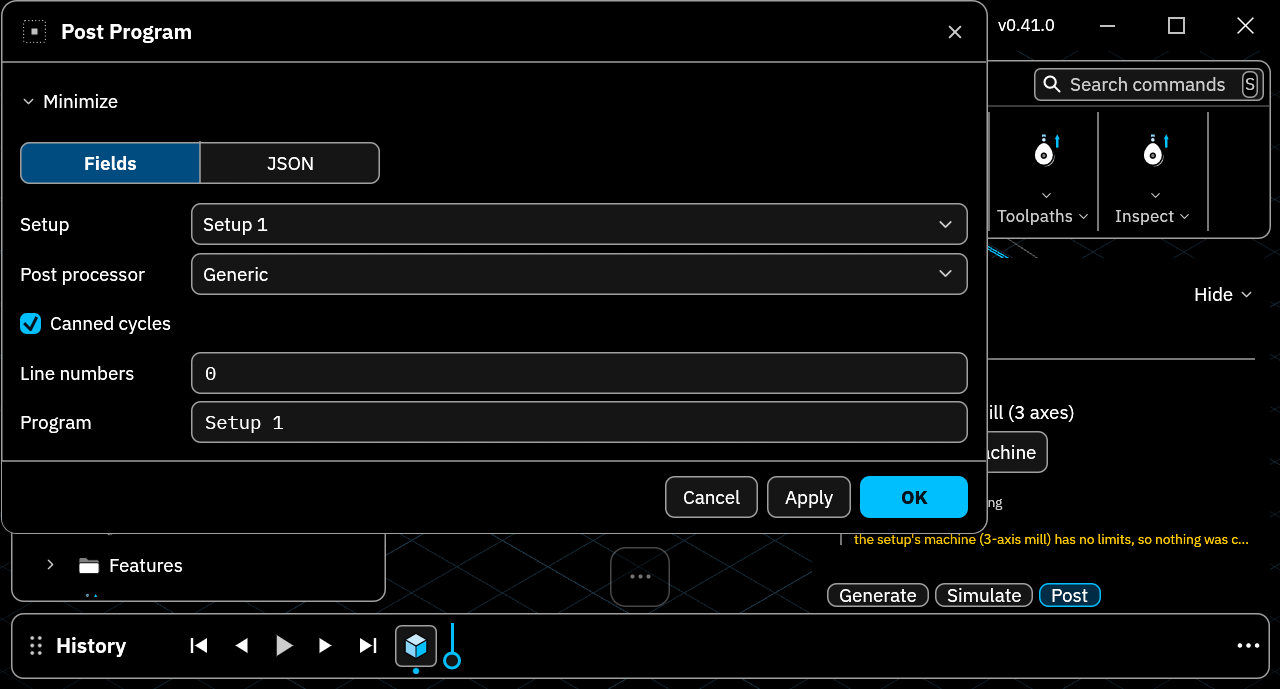 Post Program
v0.41.0
Search commands S
Minimize
Fields JSON
Toolpaths Inspect
Setup Setup 1
Post processor Generic
Hide
Canned cycles
Line numbers 0
Program Setup 1
ill (3 axes)
achine
Cancel Apply OK
ng
the setup's machine (3-axis mill) has no limits, so nothing was c...
Features
Generate Simulate Post
History